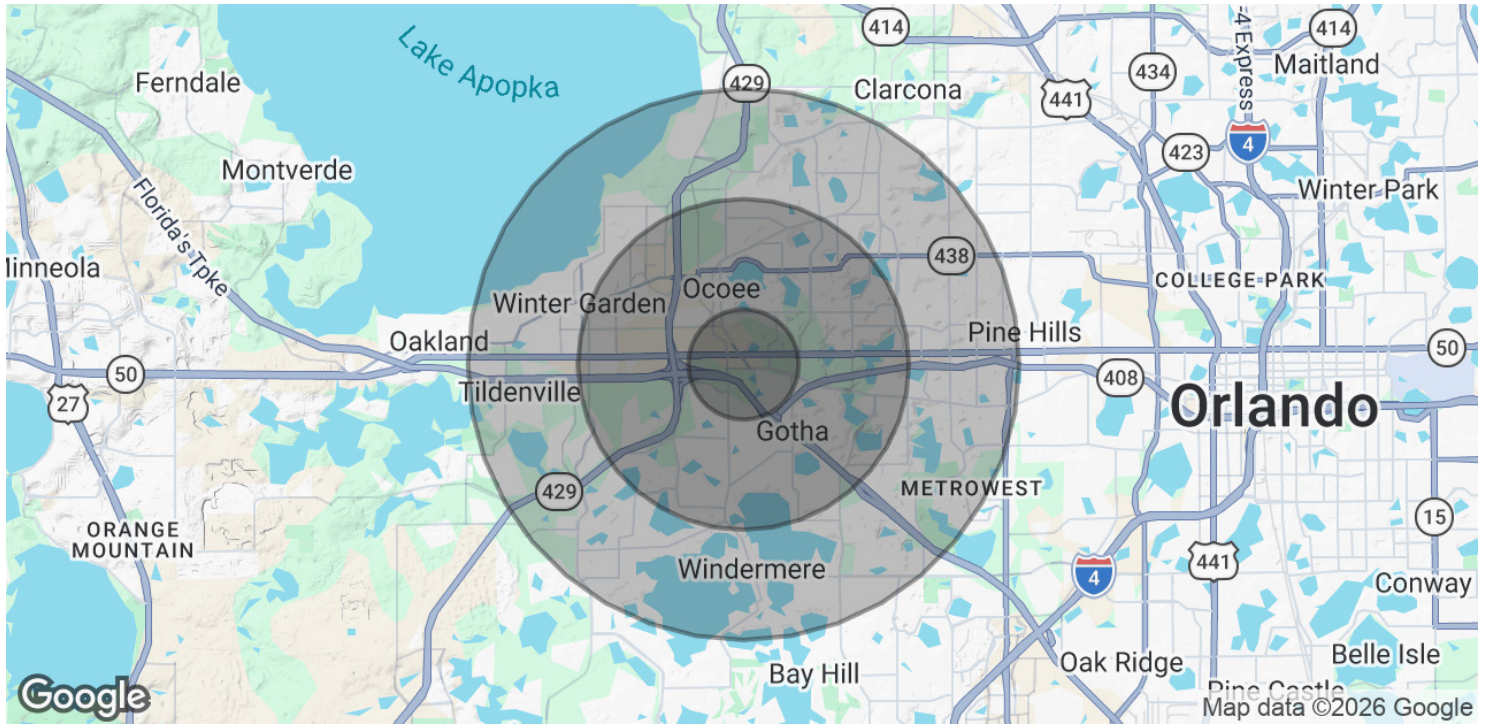 Lake Apopka
-4 Express
414
414
429
434
Maitland
Ferndale
Clarcona
441
423
4
Montverde
Winter Park
Florida's Tpke
438
Minneola
COLLEGE PARK
Ocoee
Winter Garden
Pine Hills
Oakland
50
50
408
Tildenville
27
Orlando
Gotha
429
METROWEST
15
ORANGE
MOUNTAIN
Windermere
441
4
Conway
Bay Hill
Oak Ridge
Belle Isle
Pine Castle
Google
Map data ©2026 Google